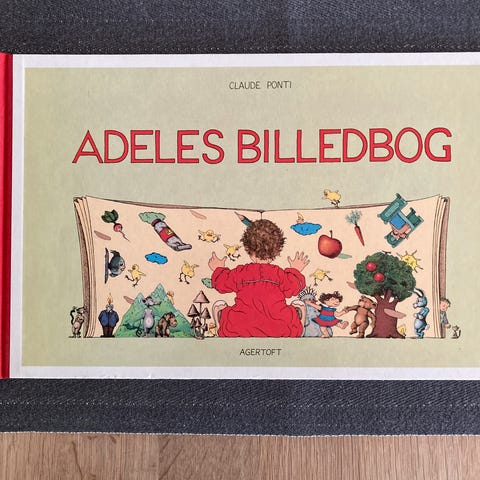 CLAUDE PONTI
ADELES BILLEDBOG
AGERTOFT